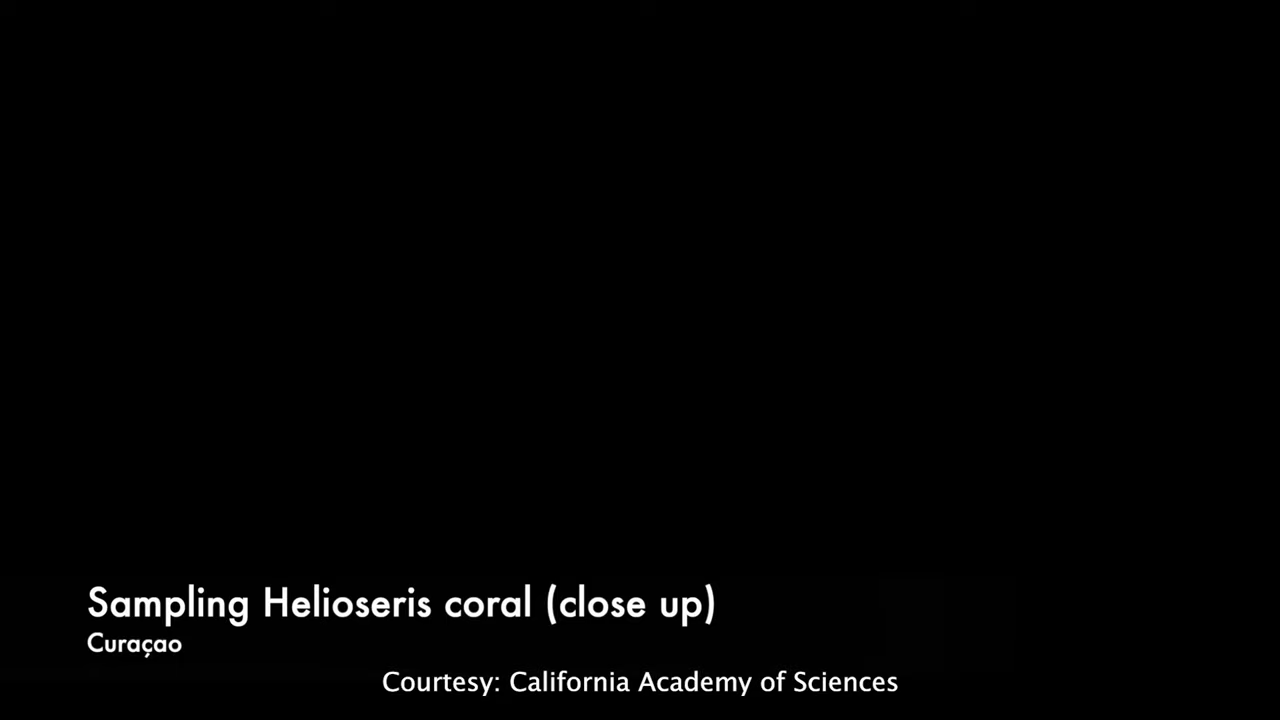 Sampling Helioseris coral (close up)
Curaçao
Courtesy: California Academy of Sciences